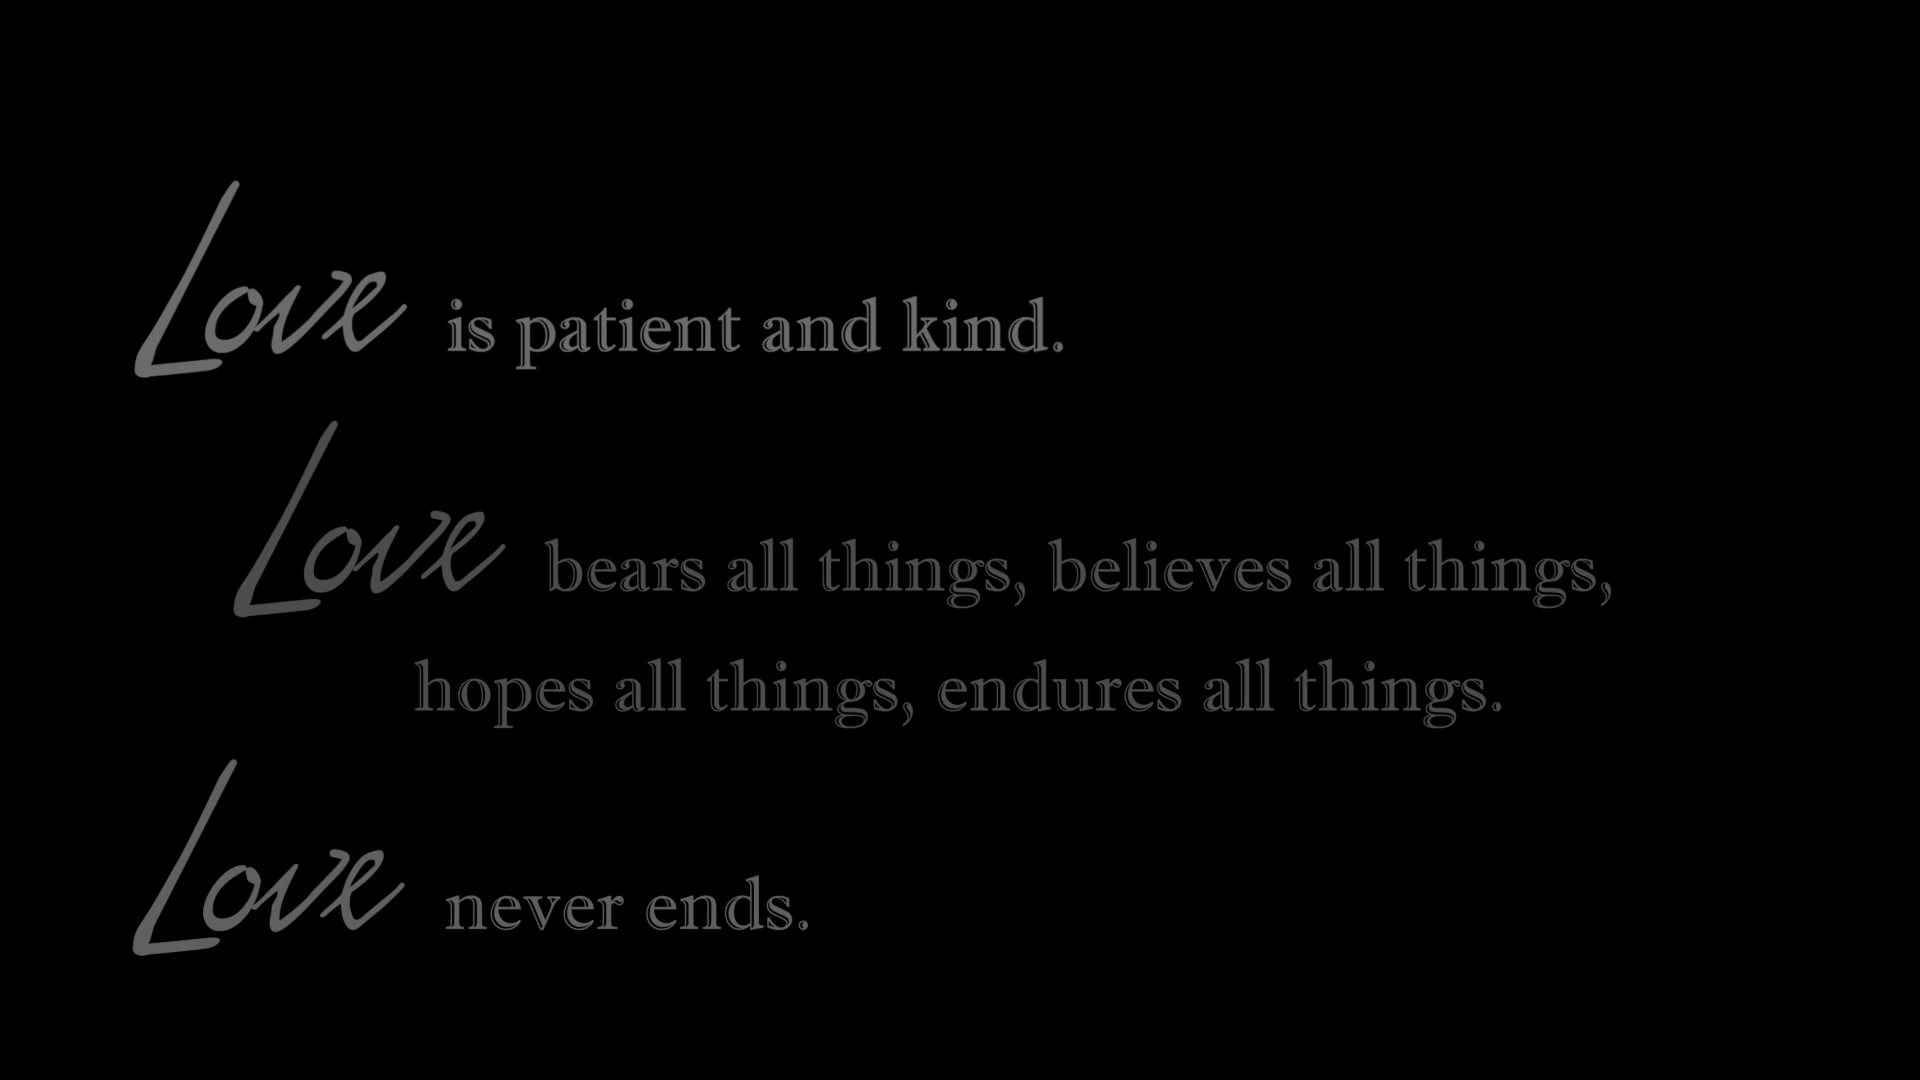 Love is patient and kind.
Love bears all things, believes all things,
hopes all things, endures all things.
Love never ends.